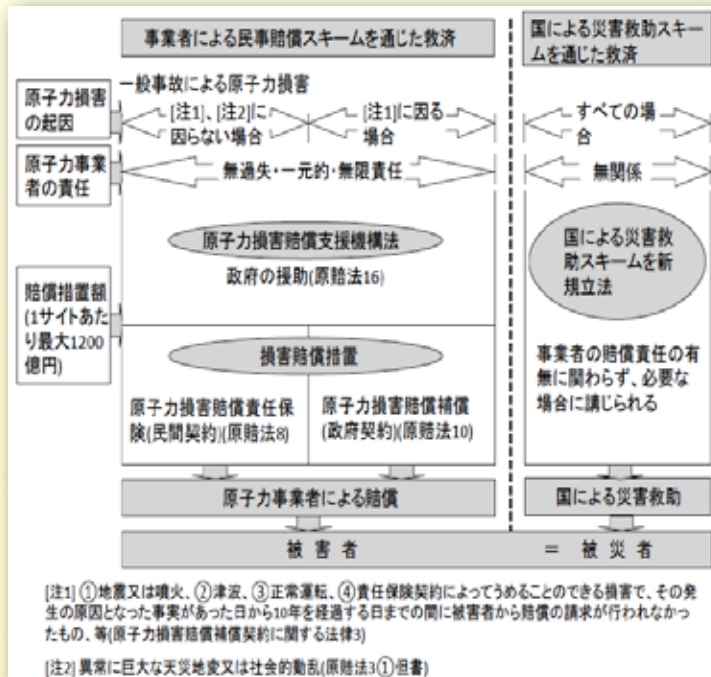 事業者による民事賠償スキームを通じた救済
国による災害救助スキー
ムを通じた救済
一般事故による原子力損害
原子力損害
の起因
[注1]、[注2]に
因らない場合
[注1]に因る
場合
すべての場
合
原子力事業
者の責任
無過失・一元的・無限責任
無関係
原子力損害賠償支援機構法
政府の援助(原賠法16)
国による災害救
助スキームを新
規立法
賠償措置額
(1サイトあた
り最大1200
億円)
損害賠償措置
事業者の賠償責任の有
無に関わらず、必要な
場合に講じられる
原子力損害賠償責任保
険(民間契約)(原賠法8)
原子力損害賠償補償
(政府契約)(原賠法10)
原子力事業者による賠償
国による災害救助
被害者 = 被災者
[注1] ①地震又は噴火、②津波、③正常運転、④責任保険契約によってうめることのできる損害で、その発
生の原因となった事実があった日から10年を経過する日までの間に被害者から賠償の請求が行われなかっ
たもの、等(原子力損害賠償補償契約に関する法律3)
[注2] 異常に巨大な天災地変又は社会的動乱(原賠法3①但書)